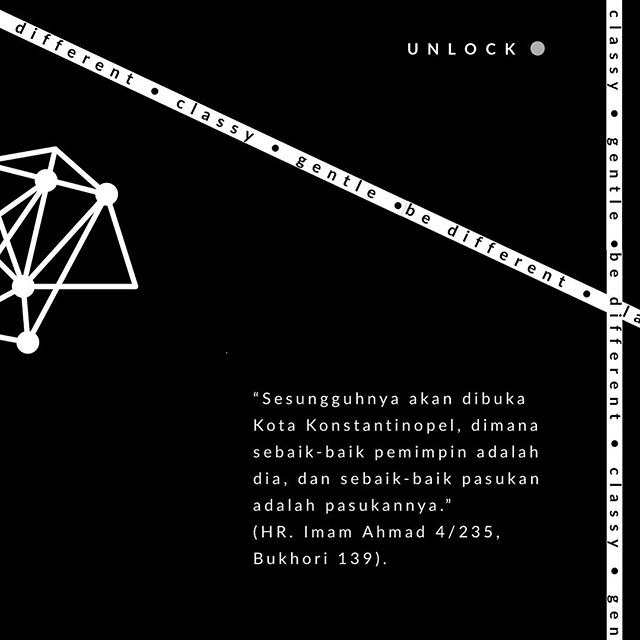 UNLOCK
different • classy • gentle •be different •
classy • gentle •be different • classy • gen
“Sesungguhnya akan dibuka
Kota Konstantinopel, dimana
sebaik-baik pemimpin adalah
dia, dan sebaik-baik pasukan
adalah pasukannya.”
(HR. Imam Ahmad 4/235,
Bukhori 139).